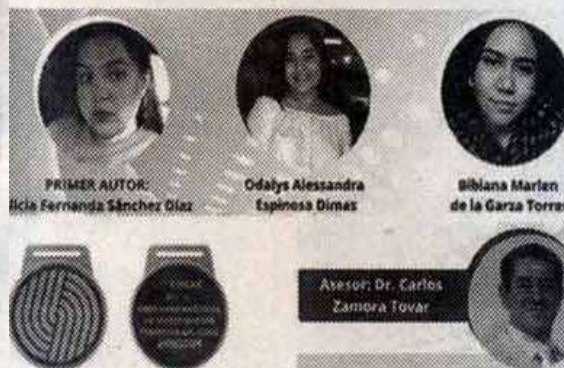 PRIMER AUTOR:
licia Fernanda Sánchez Díaz
Odalys Alessandra
Espinosa Dimas
Bibiana Marlen
de la Garza Torres
Asesor: Dr. Carlos
Zamora Tovar
LUGAR